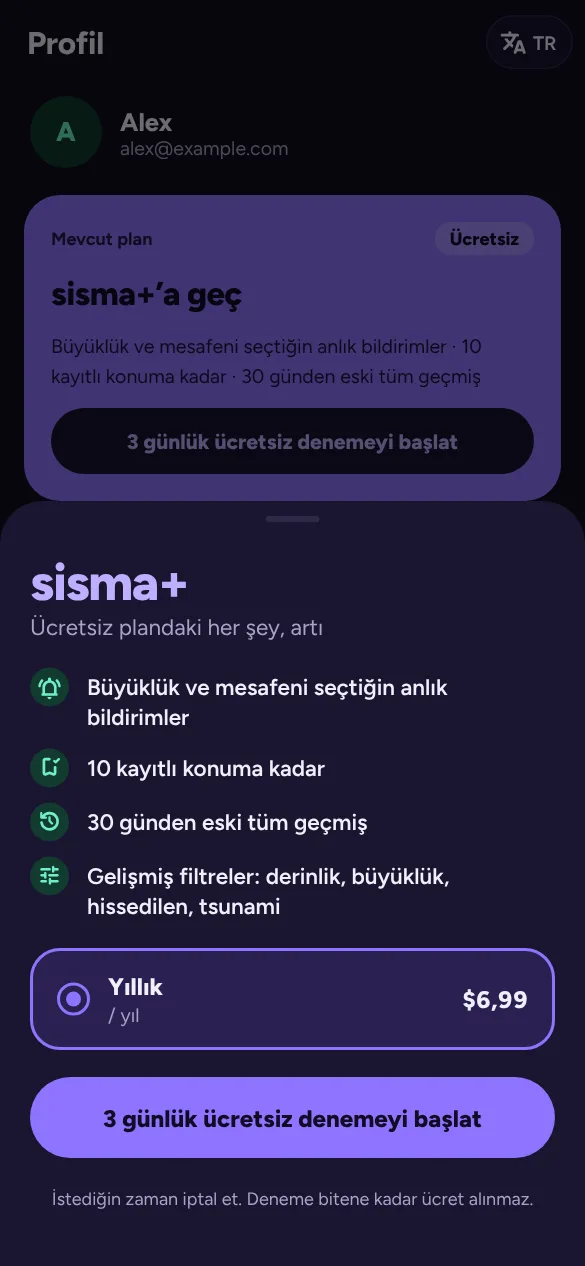 Profil
TR
A
Alex
alex@example.com
Mevcut plan
Ücretsiz
sisma+’a geç
Büyüklük ve mesafeni seçtiğin anlık bildirimler · 10
kayıtlı konuma kadar · 30 günden eski tüm geçmiş
3 günlük ücretsiz denemeyi başlat
sisma+
Ücretsiz plandaki her şey, artı
Büyüklük ve mesafeni seçtiğin anlık
bildirimler
10 kayıtlı konuma kadar
30 günden eski tüm geçmiş
Gelişmiş filtreler: derinlik, büyüklük,
hissedilen, tsunami
Yıllık
/ yıl
$6,99
3 günlük ücretsiz denemeyi başlat
İstediğin zaman iptal et. Deneme bitene kadar ücret alınmaz.